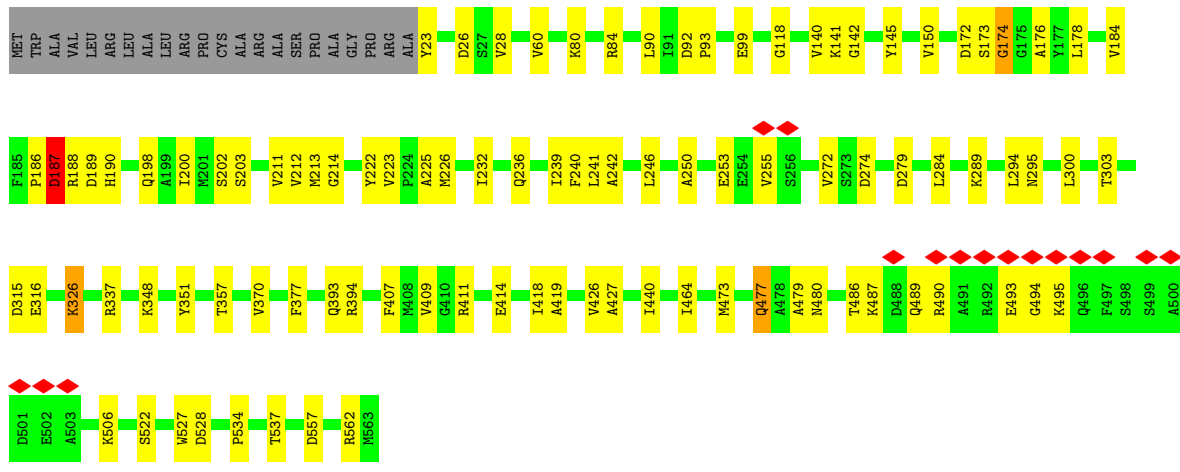 MET TRP ALA VAL LEU ARG LEU ALA LEU ARG PRO CYS ALA ARG ALA SER PRO ALA GLY PRO ARG ALA Y23 D26 S27 V28 V60 K80 R84 L90 I91 D92 P93 E99 G118 V140 K141 G142 Y145 V150 D172 S173 G174 G175 A176 Y177 L178 V184
F185 P186 D187 R188 D189 H190 Q198 A199 I200 M201 S202 S203 V211 V212 M213 G214 Y222 V223 P224 A225 M226 I232 Q236 I239 F240 L241 A242 L246 A250 E253 E254 V255 S256 V272 S273 D274 D279 L284 K289 L294 N295 L300 T303
D315 E316 K326 R337 K348 Y351 T357 V370 F377 Q393 R394 F407 M408 V409 G410 R411 E414 I418 A419 V426 A427 I440 I464 M473 Q477 A478 A479 N480 T486 K487 D488 Q489 R490 A491 R492 E493 G494 K495 Q496 F497 S498 S499 A500
D501 E502 A503 K506 S522 W527 D528 P534 T537 D557 R562 M563